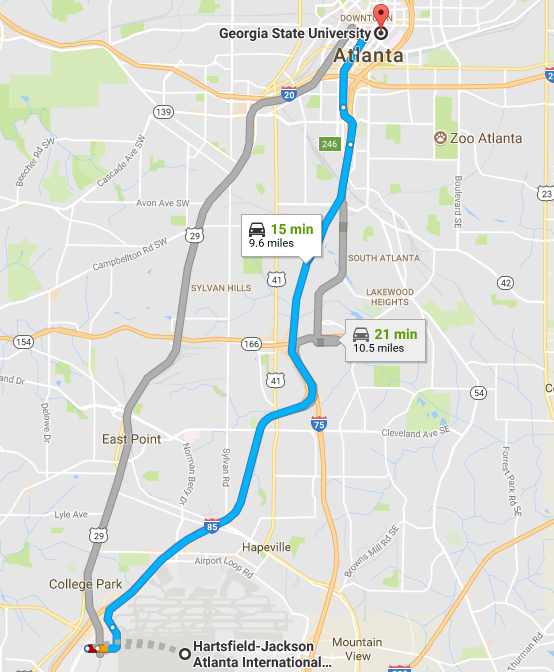 DOWNTOWN
Georgia State University
Atlanta
20
139
246
Zoo Atlanta
Beecher Rd SW
Cascade Ave SW
Boulevard SE
23
Avon Ave SW
29
15 min
9.6 miles
Campbellton Rd SW
SOUTH ATLANTA
41
SYLVAN HILLS
42
LAKEWOOD
HEIGHTS
154
166
21 min
10.5 miles
41
54
Delowe Dr
75
East Point
Cleveland Ave SE
Norman Berry Dr
Sylvan Rd
Forrest Park Rd SE
Lyle Ave
85
29
Hapeville
Browns Mill Rd SE
Airport Loop Rd
College Park
Hartsfield-Jackson
Atlanta International...
Mountain
View